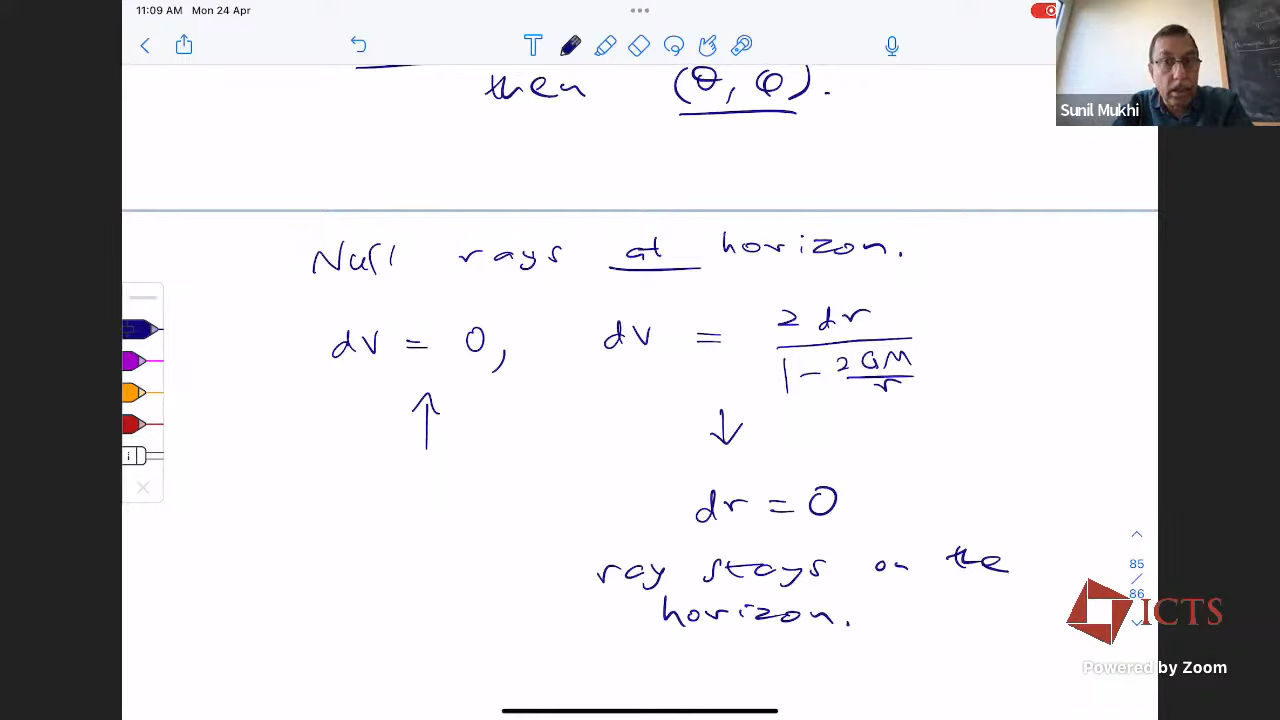 11:09 AM Mon 24 Apr
then (θ, φ).
Sunil Mukhi
Null rays at horizon.
dv = 0, dv = 2 dr / 1 - 2GM/r
↑ ↓
dr = 0
ray stays on the
horizon.
85
/
86
ICTS
Powered by Zoom